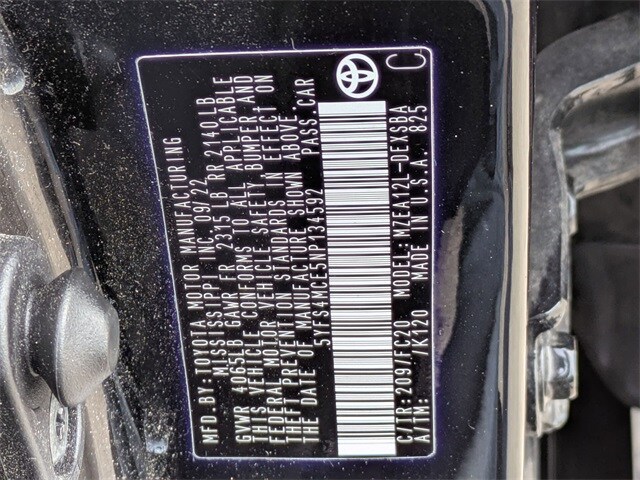 MFD. BY: TOYOTA MOTOR MANUFACTURING
MISSISSIPPI INC. 09/22
GVWR 4065LB GAWR FR 2315 LB RR 2140 LB
THIS VEHICLE CONFORMS TO ALL APPLICABLE
FEDERAL MOTOR VEHICLE SAFETY, BUMPER AND
THEFT PREVENTION STANDARDS IN EFFECT ON
THE DATE OF MANUFACTURE SHOWN ABOVE.
5YFS4MCE5NP134592 PASS. CAR
C/TR: 209/FC20 MODEL: MZEA12L-DEXSBA
A/TM: /K120 MADE IN U.S.A. 825
C